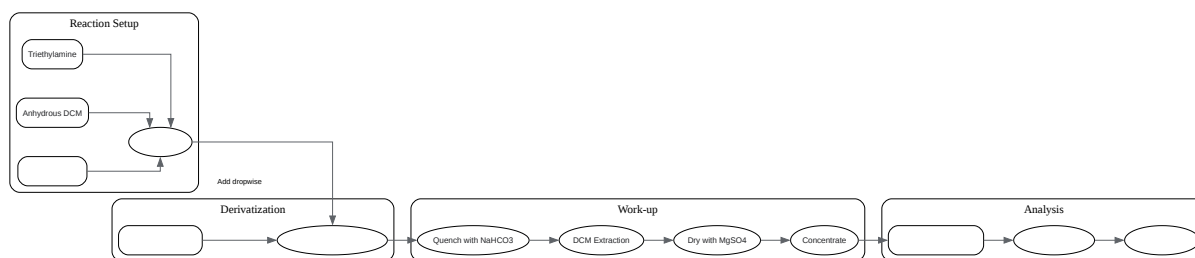 Reaction Setup
Triethylamine
Anhydrous DCM
Add dropwise
Derivatization
Work-up
Quench with NaHCO3
DCM Extraction
Dry with MgSO4
Concentrate
Analysis